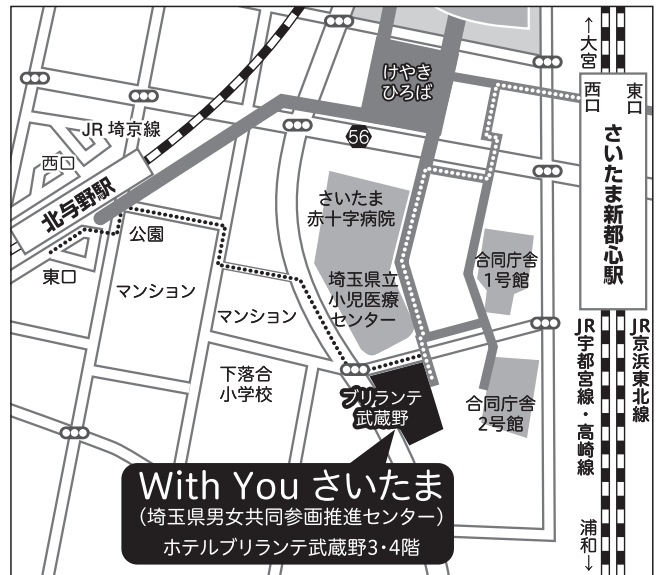 ↑大宮
けやき
ひろば
西口
東口
さいたま新都心駅
JR 埼京線
56
西口
北与野駅
さいたま
赤十字病院
公園
東口
合同庁舎
1号館
埼玉県立
小児医療
センター
マンション
マンション
JR宇都宮線・高崎線
JR京浜東北線
下落合
小学校
ブリランテ
武蔵野
合同庁舎
2号館
With You さいたま
(埼玉県男女共同参画推進センター)
ホテルブリランテ武蔵野3・4階
浦和→